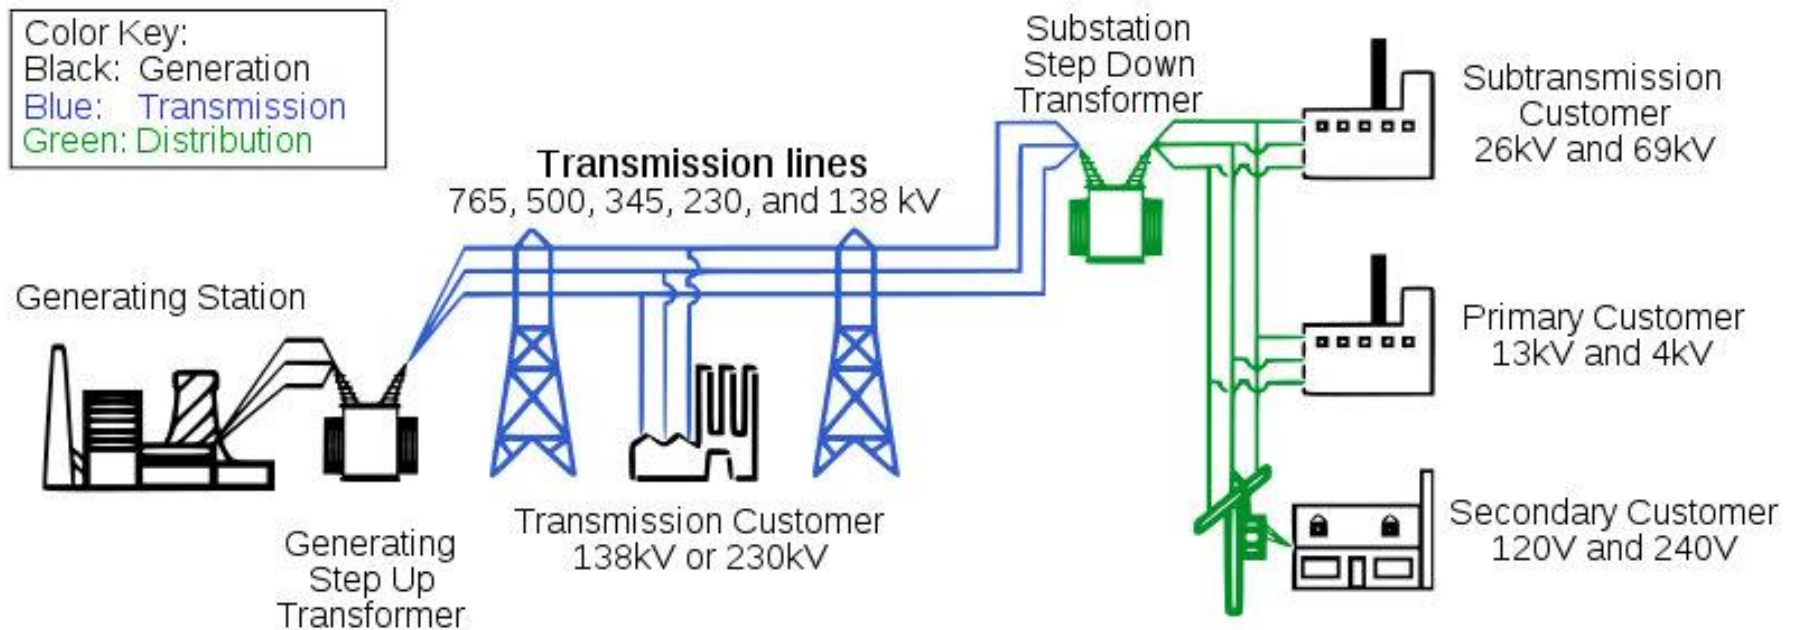 Color Key:
Black: Generation
Blue: Transmission
Green: Distribution
Substation
Step Down
Transformer
Subtransmission
Customer
26kV and 69kV
Transmission lines
765, 500, 345, 230, and 138 kV
Generating Station
Primary Customer
13kV and 4kV
Generating
Step Up
Transformer
Transmission Customer
138kV or 230kV
Secondary Customer
120V and 240V